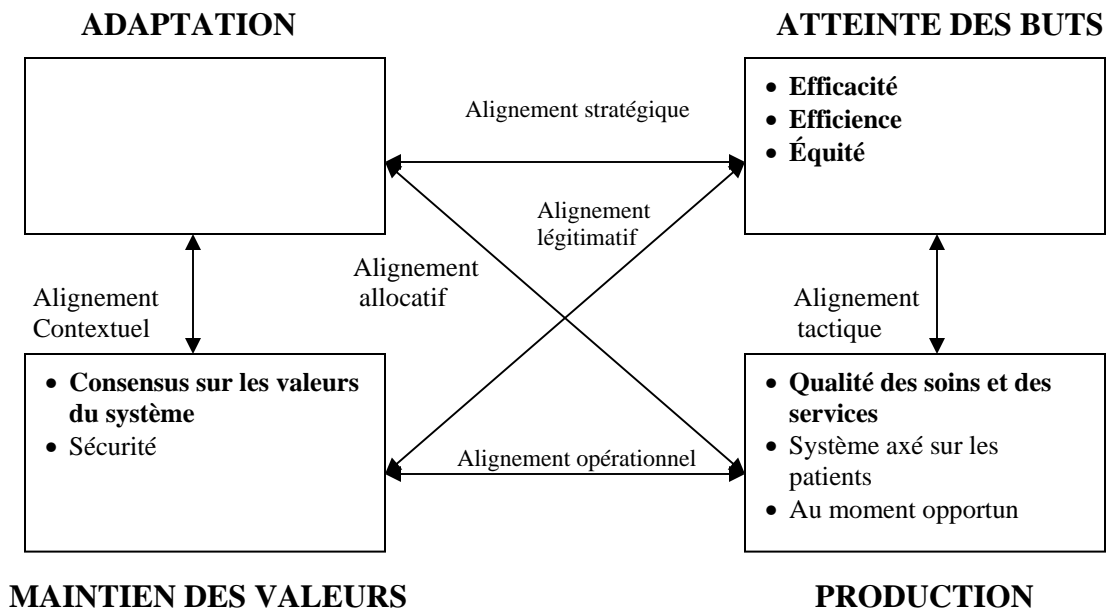 ADAPTATION
ATTEINTE DES BUTS
• Efficacité
• Efficience
• Équité
Alignement stratégique
Alignement
légitimatif
Alignement
allocatif
Alignement
Contextuel
Alignement
tactique
• Consensus sur les valeurs
du système
• Sécurité
Alignement opérationnel
• Qualité des soins et des
services
• Système axé sur les
patients
• Au moment opportun
MAINTIEN DES VALEURS
PRODUCTION